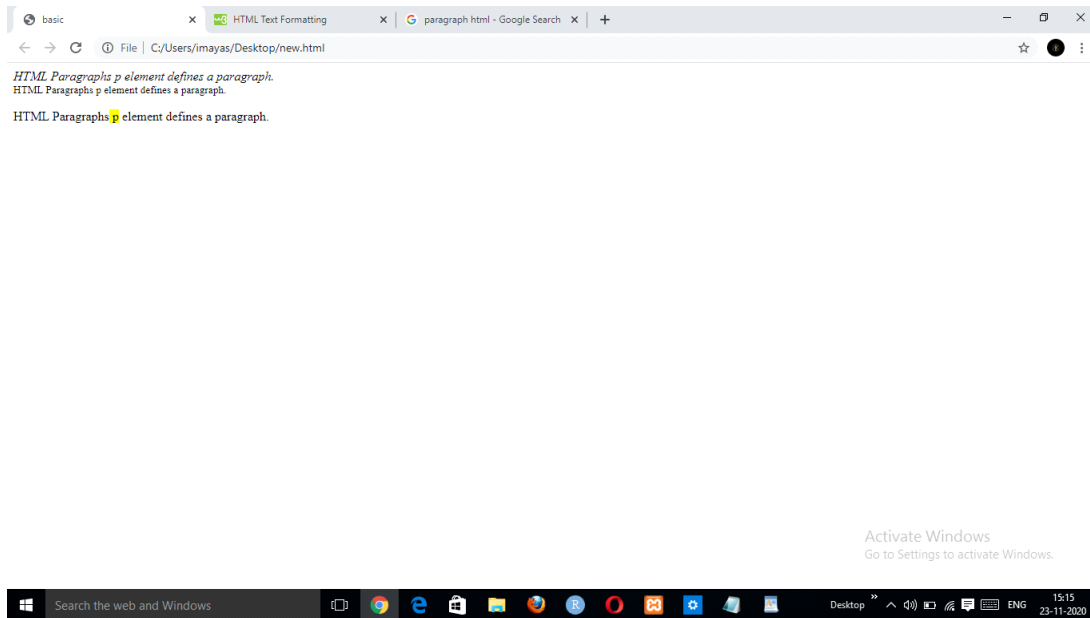 basic
HTML Text Formatting
paragraph html - Google Search
File C:/Users/imayas/Desktop/new.html
HTML Paragraphs p element defines a paragraph.
HTML Paragraphs p element defines a paragraph.
HTML Paragraphs p element defines a paragraph.
Activate Windows
Go to Settings to activate Windows.
Search the web and Windows
Desktop
ENG
15:15
23-11-2020